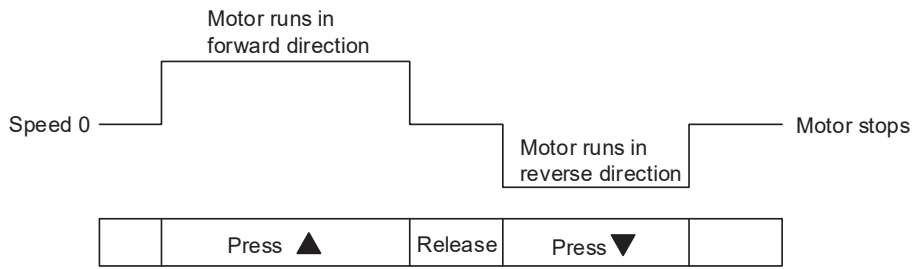 Motor runs in
forward direction
Speed 0
Motor stops
Motor runs in
reverse direction
Press ▲
Release
Press ▼